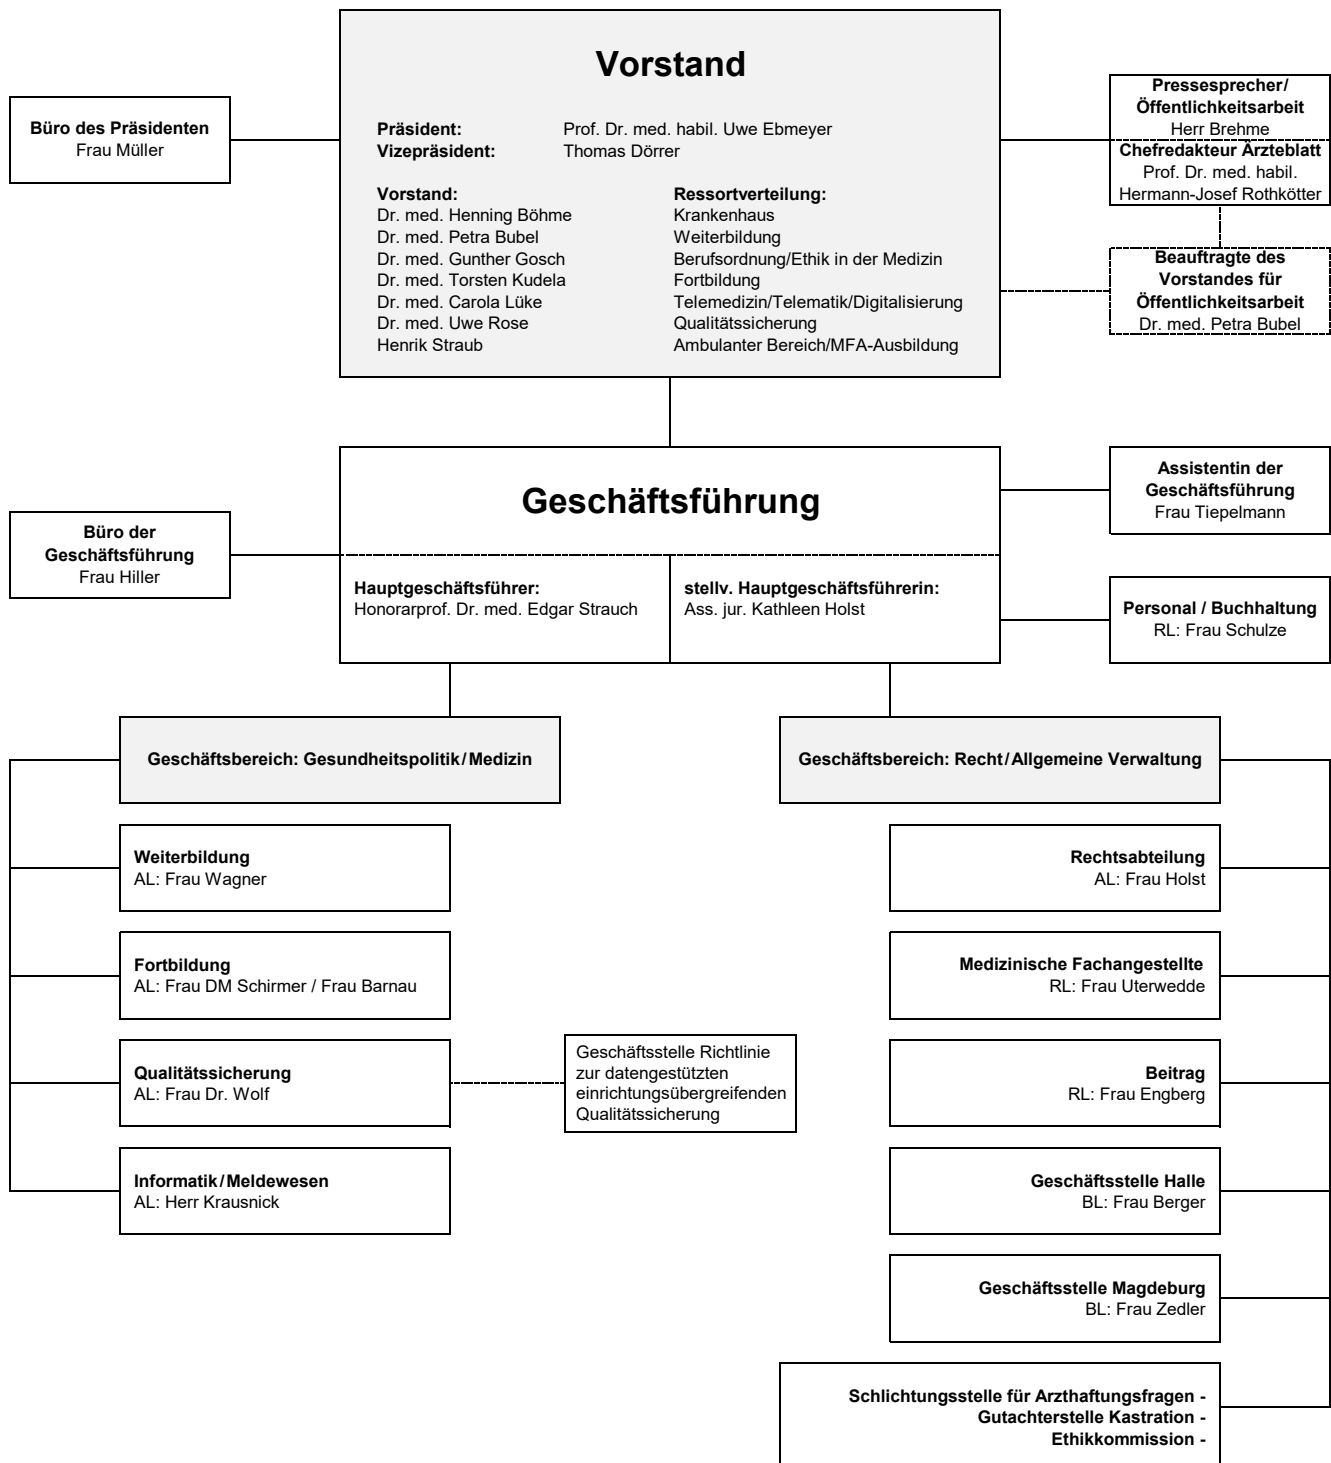 Vorstand
Präsident: Prof. Dr. med. habil. Uwe Ebmeyer
Vizepräsident: Thomas Dörrer
Vorstand: Ressortverteilung:
Dr. med. Henning Böhme Krankenhaus
Dr. med. Petra Bubel Weiterbildung
Dr. med. Gunther Gosch Berufsordnung/Ethik in der Medizin
Dr. med. Torsten Kudela Fortbildung
Dr. med. Carola Lüke Telemedizin/Telematik/Digitalisierung
Dr. med. Uwe Rose Qualitätssicherung
Henrik Straub Ambulanter Bereich/MFA-Ausbildung
Büro des Präsidenten
Frau Müller
Pressesprecher/
Öffentlichkeitsarbeit
Herr Brehme
Chefredakteur Ärzteblatt
Prof. Dr. med. habil.
Hermann-Josef Rothkötter
Beauftragte des
Vorstandes für
Öffentlichkeitsarbeit
Dr. med. Petra Bubel
Geschäftsführung
Hauptgeschäftsführer:
Honorarprof. Dr. med. Edgar Strauch
stellv. Hauptgeschäftsführerin:
Ass. jur. Kathleen Holst
Büro der
Geschäftsführung
Frau Hiller
Assistentin der
Geschäftsführung
Frau Tiepelmann
Personal / Buchhaltung
RL: Frau Schulze
Geschäftsbereich: Gesundheitspolitik/Medizin
Weiterbildung
AL: Frau Wagner
Fortbildung
AL: Frau DM Schirmer / Frau Barnau
Qualitätssicherung
AL: Frau Dr. Wolf
Geschäftsstelle Richtlinie
zur datengestützten
einrichtungsübergreifenden
Qualitätssicherung
Informatik/Meldewesen
AL: Herr Krausnick
Geschäftsbereich: Recht/Allgemeine Verwaltung
Rechtsabteilung
AL: Frau Holst
Medizinische Fachangestellte
RL: Frau Uterwedde
Beitrag
RL: Frau Engberg
Geschäftsstelle Halle
BL: Frau Berger
Geschäftsstelle Magdeburg
BL: Frau Zedler
Schlichtungsstelle für Arzthaftungsfragen -
Gutachterstelle Kastration -
Ethikkommission -